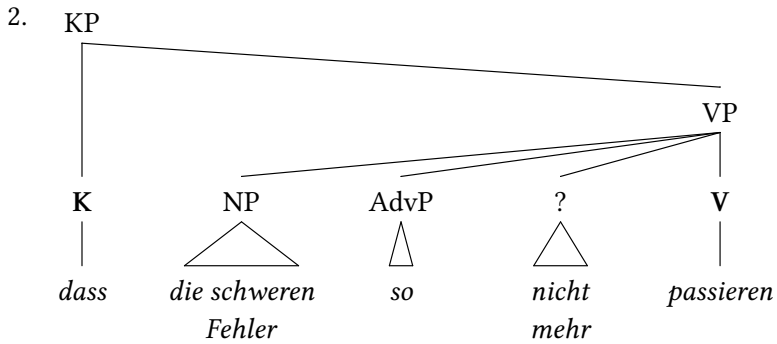 2. KP
VP
K NP AdvP ? V
dass die schweren so nicht passieren
Fehler mehr